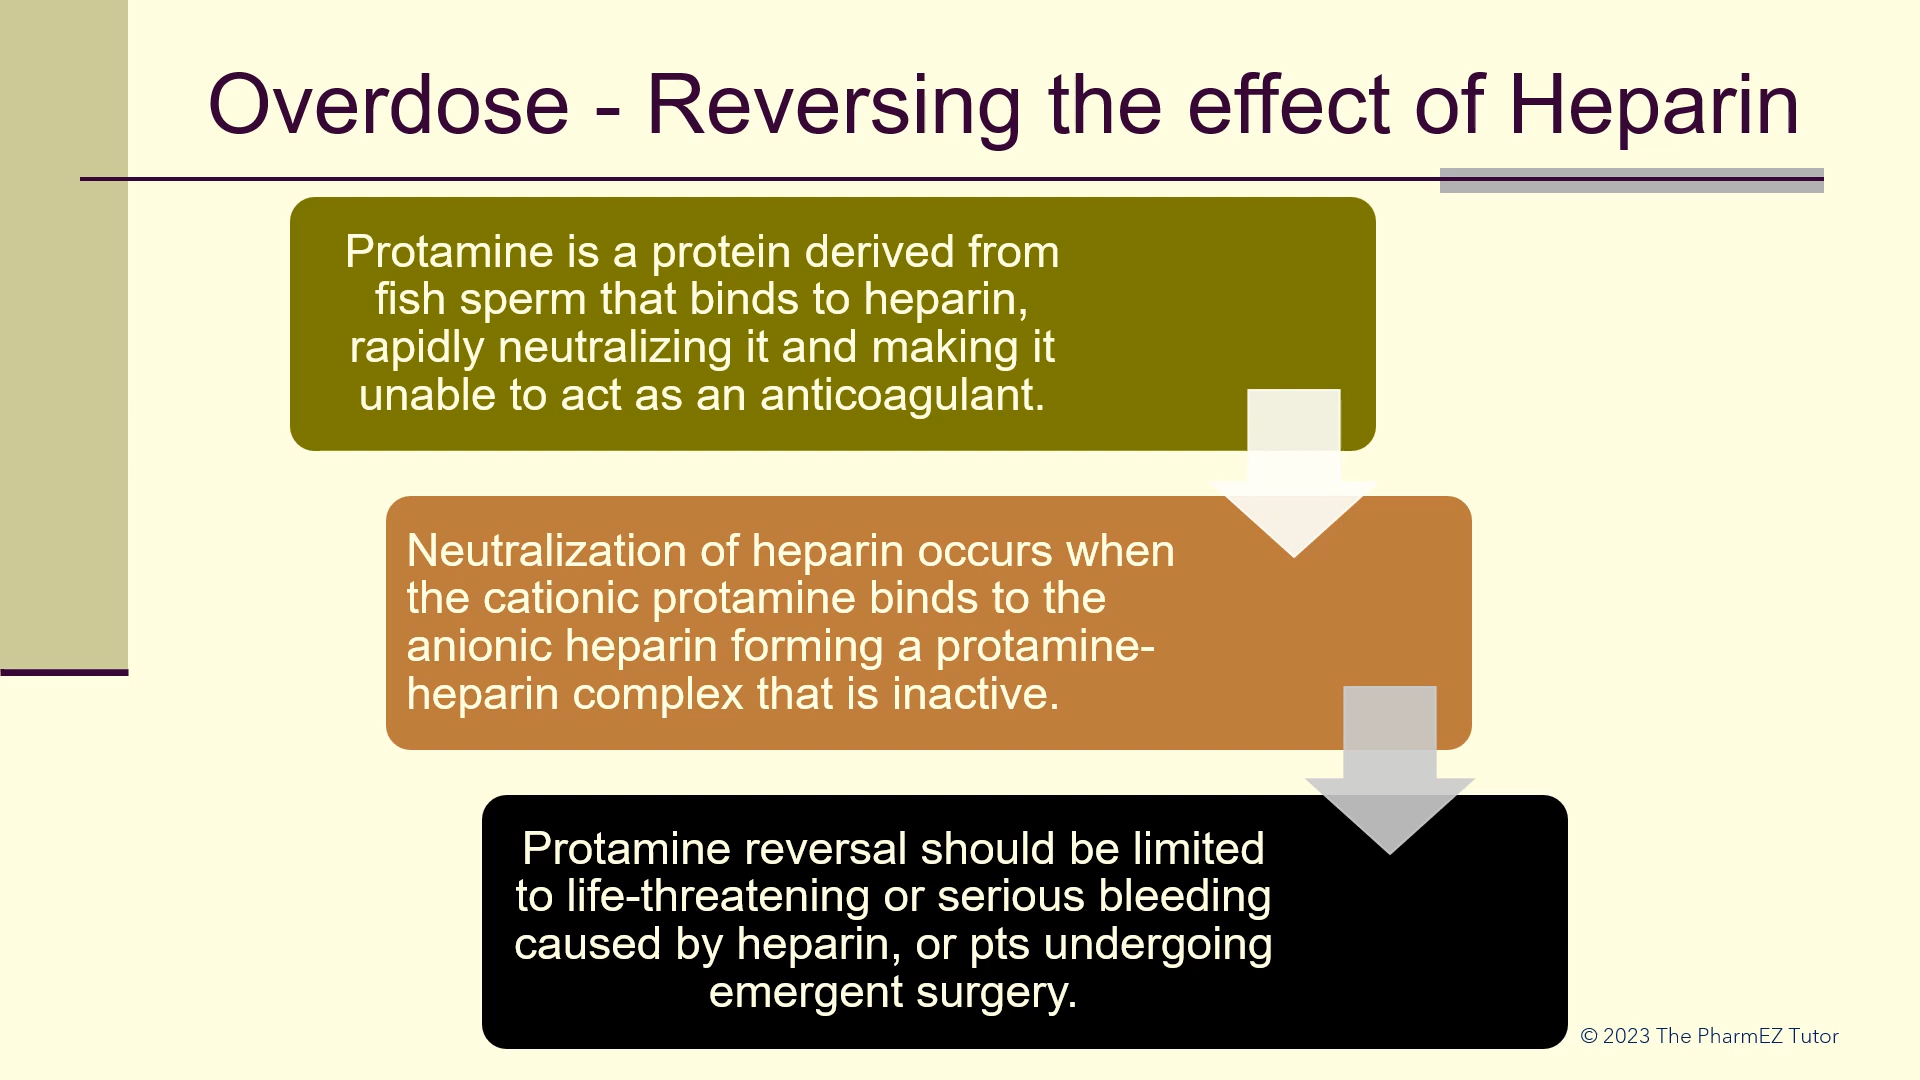 Overdose - Reversing the effect of Heparin
Protamine is a protein derived from
fish sperm that binds to heparin,
rapidly neutralizing it and making it
unable to act as an anticoagulant.
Neutralization of heparin occurs when
the cationic protamine binds to the
anionic heparin forming a protamine-
heparin complex that is inactive.
Protamine reversal should be limited
to life-threatening or serious bleeding
caused by heparin, or pts undergoing
emergent surgery.
© 2023 The PharmEZ Tutor